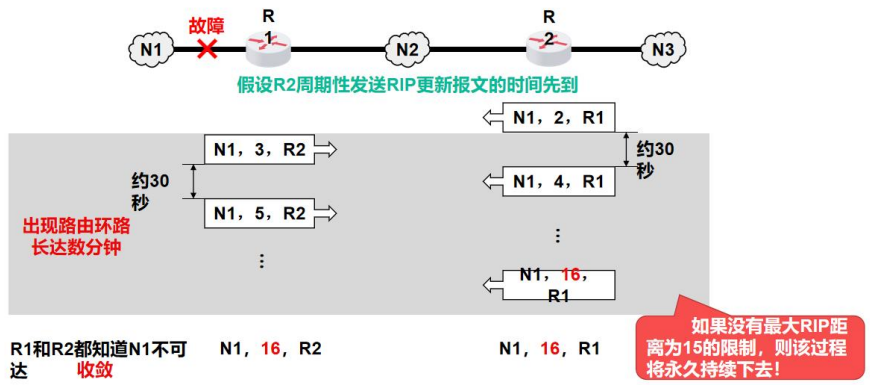 故障
R
1
R
2
N1
N2
N3
假设R2周期性发送RIP更新报文的时间先到
N1，2，R1
N1，3，R2
约30
秒
约30
秒
N1，4，R1
N1，5，R2
出现路由环路
长达数分钟
…
…
N1，16，
R1
如果没有最大RIP距
离为15的限制，则该过程
将永久持续下去！
R1和R2都知道N1不可
达 收敛
N1，16，R2
N1，16，R1